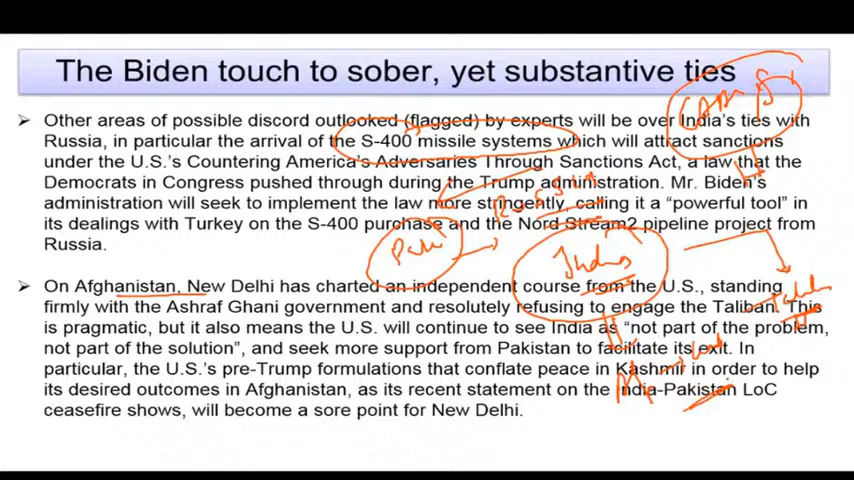 The Biden touch to sober, yet substantive ties
Other areas of possible discord outlooked (flagged) by experts will be over India's ties with
Russia, in particular the arrival of the S-400 missile systems which will attract sanctions
under the U.S.'s Countering America's Adversaries Through Sanctions Act, a law that the
Democrats in Congress pushed through during the Trump administration. Mr. Biden's
administration will seek to implement the law more stringently, calling it a "powerful tool" in
its dealings with Turkey on the S-400 purchase and the Nord Stream2 pipeline project from
Russia.
Russia
India
On Afghanistan, New Delhi has charted an independent course from the U.S., standing
firmly with the Ashraf Ghani government and resolutely refusing to engage the Taliban. This
is pragmatic, but it also means the U.S. will continue to see India as "not part of the problem,
not part of the solution", and seek more support from Pakistan to facilitate its exit. In
particular, the U.S.'s pre-Trump formulations that conflate peace in Kashmir in order to help
its desired outcomes in Afghanistan, as its recent statement on the India-Pakistan LoC
ceasefire shows, will become a sore point for New Delhi.